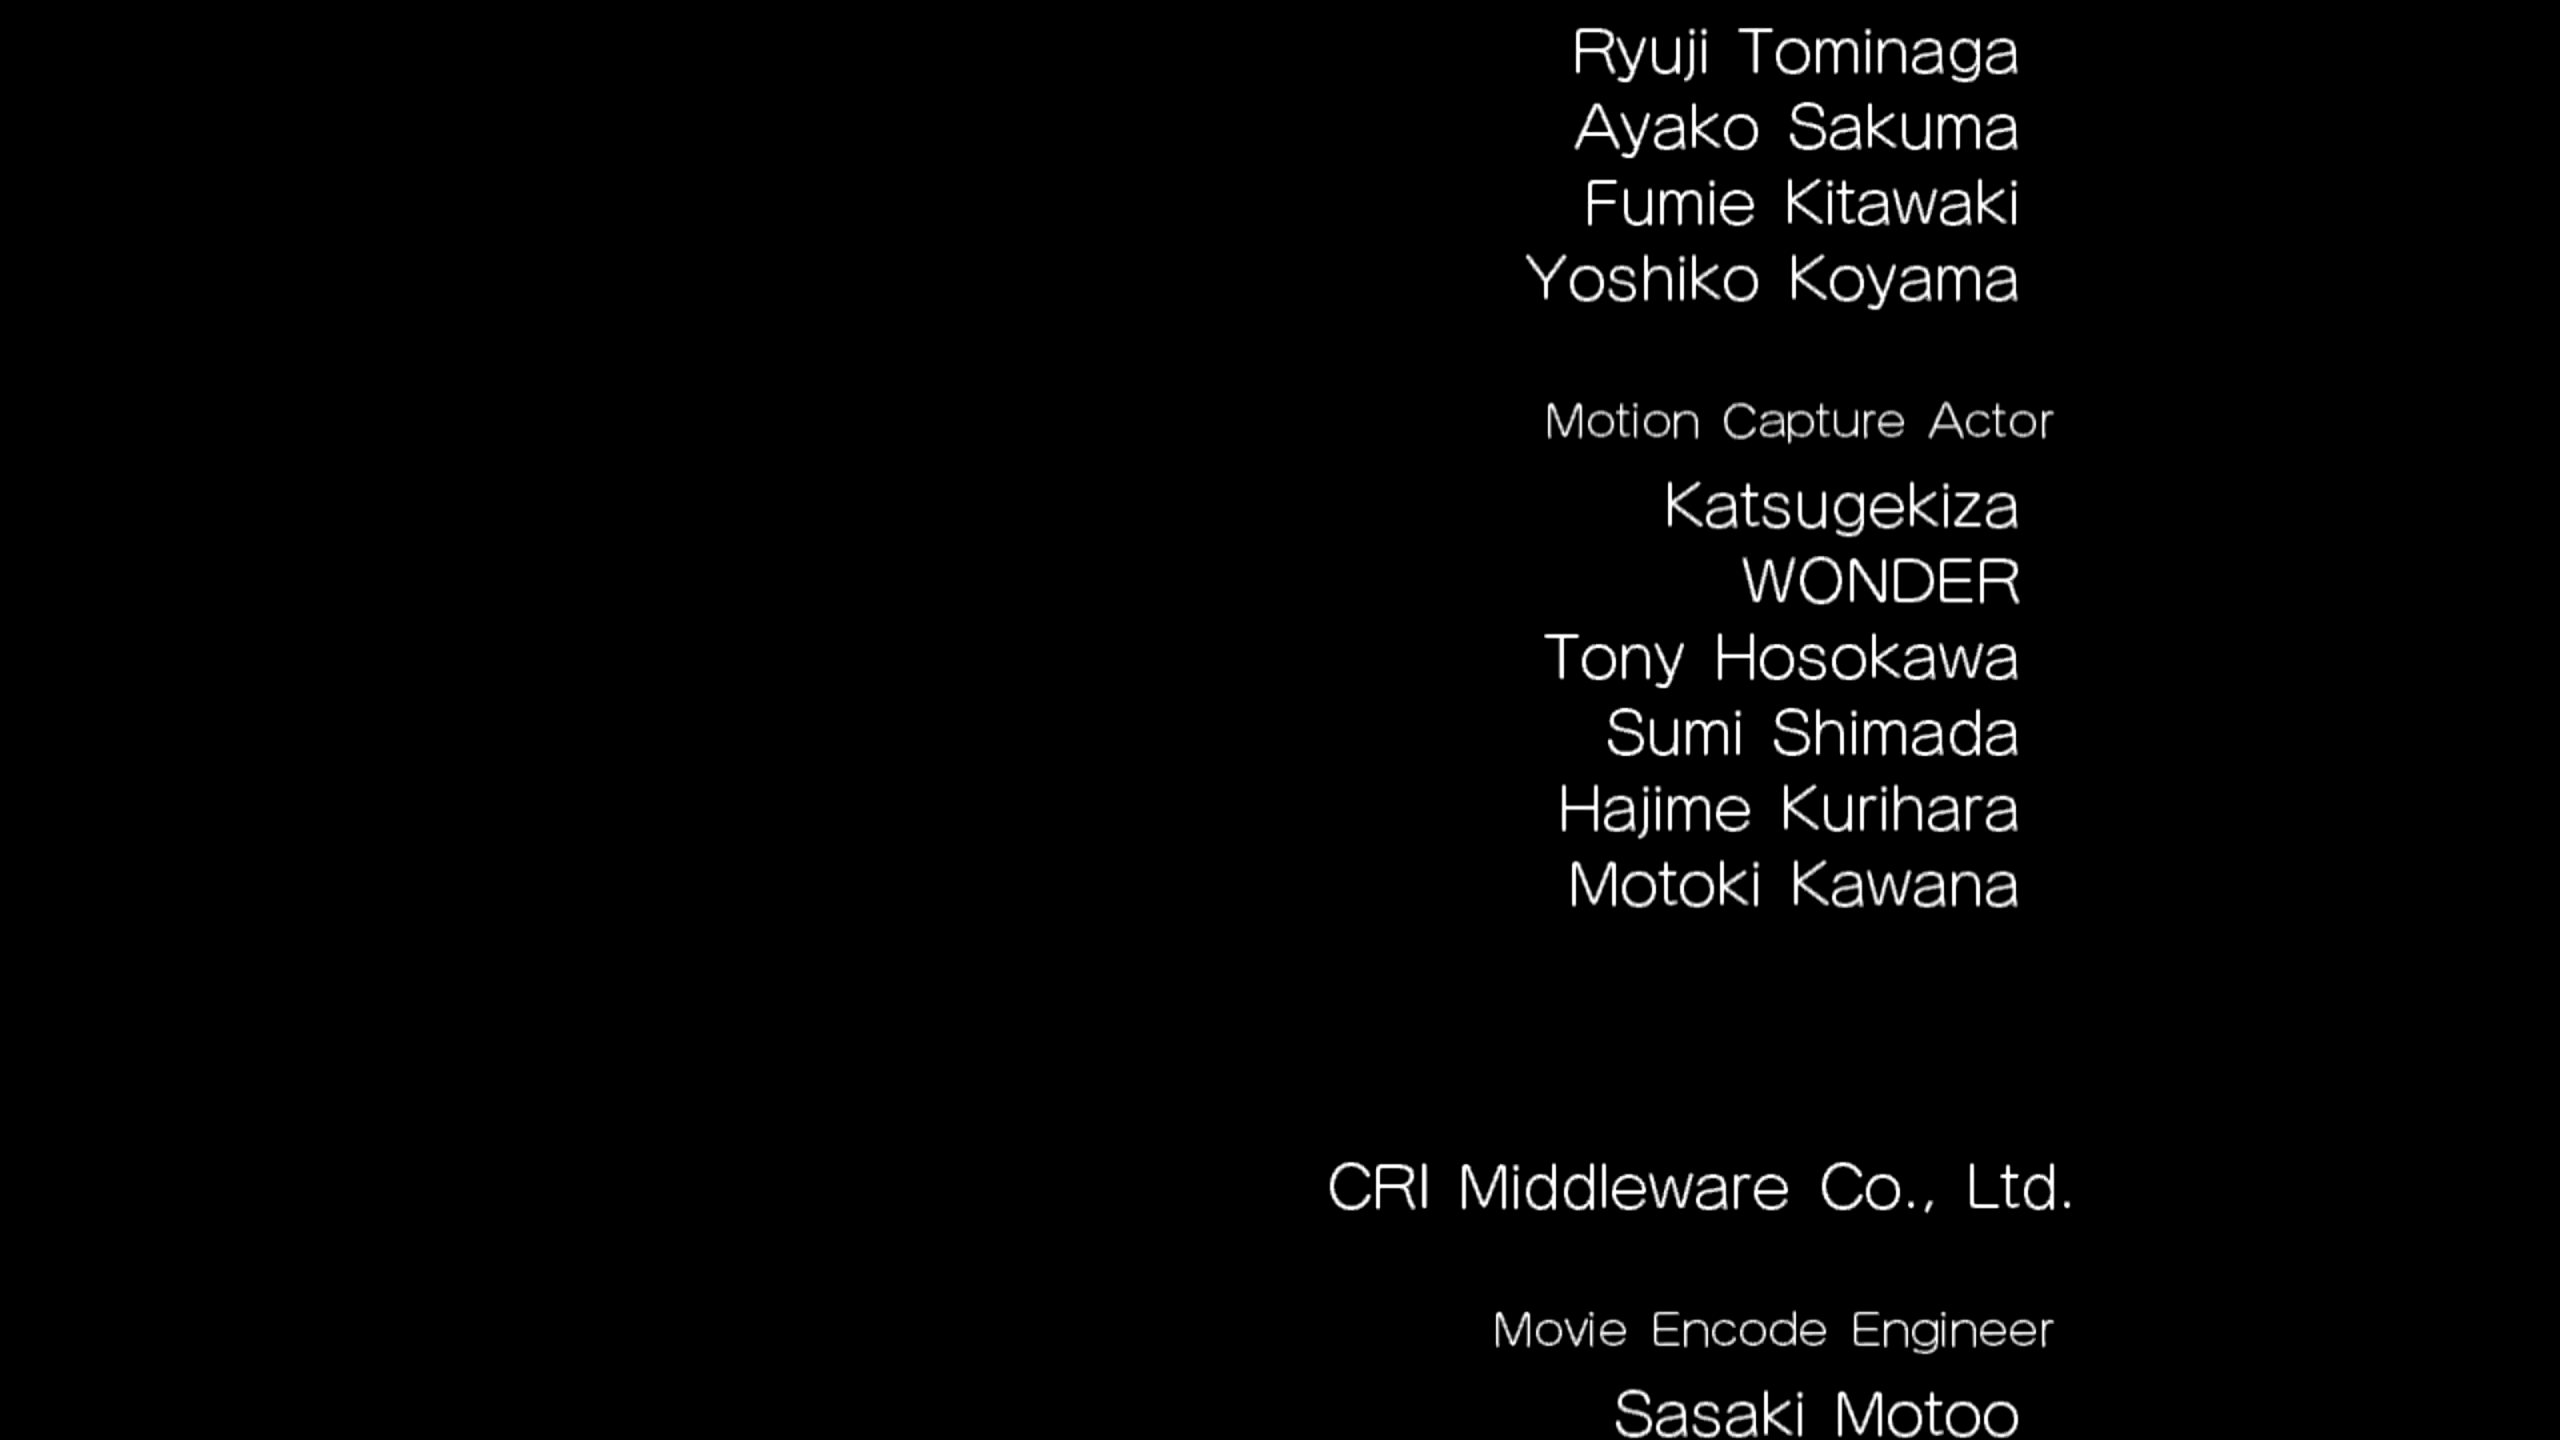 Ryuji Tominaga
Ayako Sakuma
Fumie Kitawaki
Yoshiko Koyama
Motion Capture Actor
Katsugekiza
WONDER
Tony Hosokawa
Sumi Shimada
Hajime Kurihara
Motoki Kawana
CRI Middleware Co., Ltd.
Movie Encode Engineer
Sasaki Motoo